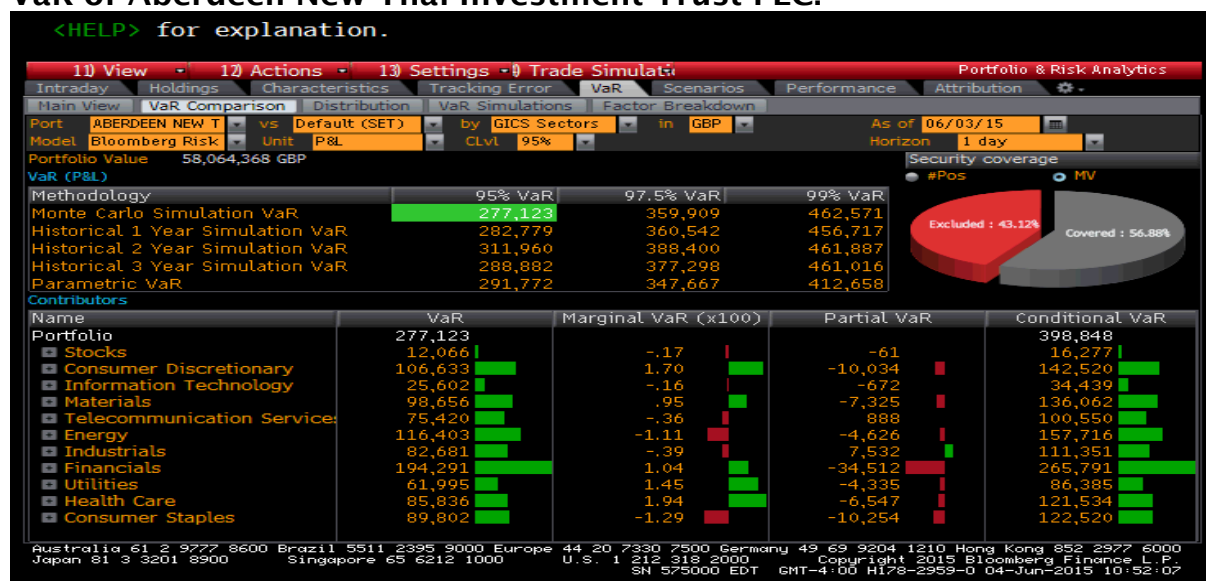 VaR of Aberdeen New Thai Investment Trust PLC:
<HELP> for explanation.
11) View 12) Actions 13) Settings Trade Simulati Portfolio & Risk Analytics
Intraday Holdings Characteristics Tracking Error VaR Scenarios Performance Attribution
Main View VaR Comparison Distribution VaR Simulations Factor Breakdown
Port ABERDEEN NEW T vs Default (SET) by GICS Sectors in GBP As of 06/03/15
Model Bloomberg Risk Unit P&L CLvl 95% Horizon 1 day
Portfolio Value 58,064,368 GBP Security coverage
VaR (P&L) #Pos MV
Methodology 95% VaR 97.5% VaR 99% VaR
Monte Carlo Simulation VaR 277,123 359,909 462,571
Historical 1 Year Simulation VaR 282,779 360,542 456,717
Excluded : 43.12% Covered : 56.88%
Historical 2 Year Simulation VaR 311,960 388,400 461,887
Historical 3 Year Simulation VaR 288,882 377,298 461,016
Parametric VaR 291,772 347,667 412,658
Contributors
Name VaR Marginal VaR (x100) Partial VaR Conditional VaR
Portfolio 277,123 398,848
Stocks 12,066 -.17 -61 16,277
Consumer Discretionary 106,633 1.70 -10,034 142,520
Information Technology 25,602 -.16 -672 34,439
Materials 98,656 .95 -7,325 136,062
Telecommunication Services 75,420 -.36 888 100,550
Energy 116,403 -1.11 -4,626 157,716
Industrials 82,681 -.39 7,532 111,351
Financials 194,291 1.04 -34,512 265,791
Utilities 61,995 1.45 -4,335 86,385
Health Care 85,836 1.94 -6,547 121,534
Consumer Staples 89,802 -1.29 -10,254 122,520
Australia 61 2 9777 8600 Brazil 5511 2395 9000 Europe 44 20 7330 7500 Germany 49 69 9204 1210 Hong Kong 852 2977 6000
Japan 81 3 3201 8900 Singapore 65 6212 1000 U.S. 1 212 318 2000 Copyright 2015 Bloomberg Finance L.P.
SN 575000 EDT GMT-4:00 H178-2959-0 04-Jun-2015 10:52:07